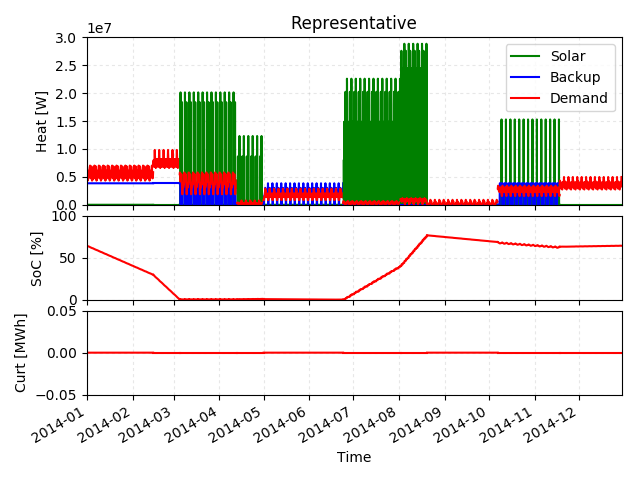 Representative
1e7
3.0
2.5
2.0
1.5
1.0
0.5
0.0
Heat [W]
Solar
Backup
Demand
100
50
0
SoC [%]
0.05
0.00
−0.05
Curt [MWh]
2014-01
2014-02
2014-03
2014-04
2014-05
2014-06
2014-07
2014-08
2014-09
2014-10
2014-11
2014-12
Time